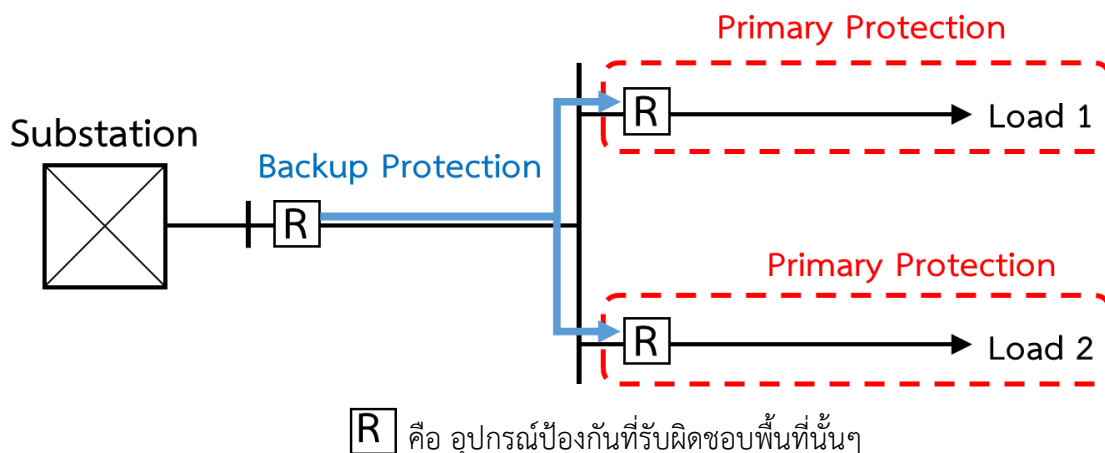 Primary Protection
Load 1
Substation
Backup Protection
R
R
Primary Protection
R
Load 2
R คือ อุปกรณ์ป้องกันที่รับผิดชอบพื้นที่นั้นๆ